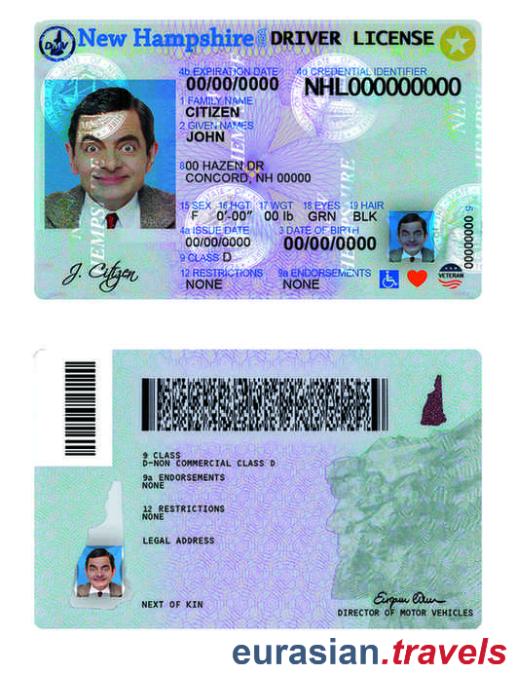 DMV New Hampshire DRIVER LICENSE
4b EXPIRATION DATE
00/00/0000
4d CREDENTIAL IDENTIFIER
NHL000000000
1 FAMILY NAME
CITIZEN
2 GIVEN NAMES
JOHN
8 00 HAZEN DR
CONCORD, NH 00000
15 SEX 16 HGT 17 WGT 18 EYES 19 HAIR
F 0'-00" 00 lb GRN BLK
4a ISSUE DATE 3 DATE OF BIRTH
00/00/0000 00/00/0000
9 CLASS D
12 RESTRICTIONS 9a ENDORSEMENTS
NONE NONE
J. Citizen
VETERAN
5 00000000
NEW HEMPSHIRE
9 CLASS
D-NON COMMERCIAL CLASS D
9a ENDORSEMENTS
NONE
12 RESTRICTIONS
NONE
LEGAL ADDRESS
NEXT OF KIN
DIRECTOR OF MOTOR VEHICLES
eurasian.travels